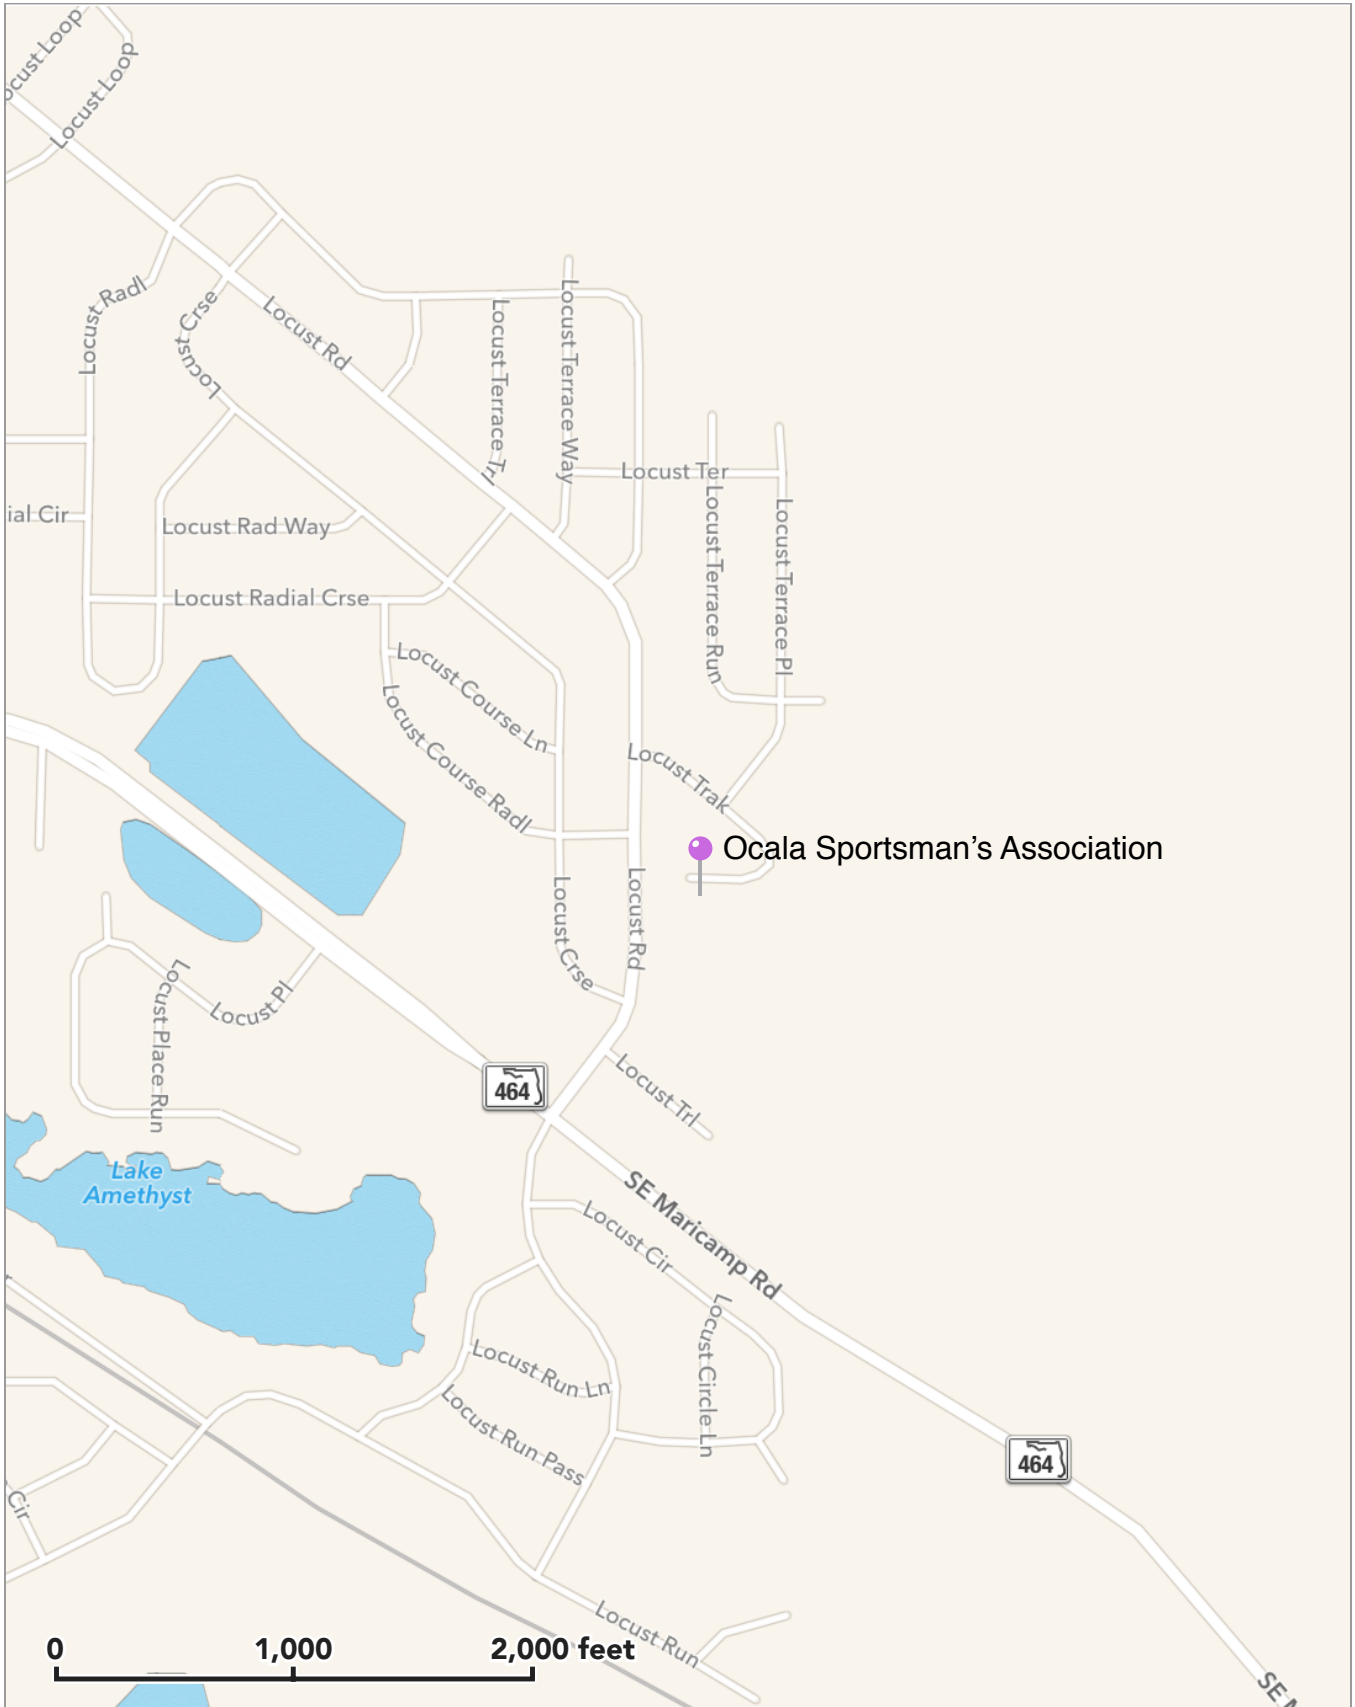 ocust Loop
Locust Loop
Locust Radl
Locust Crse
Locust
Locust Rd
Locust Terrace Trl
Locust Terrace Way
Locust Ter
ial Cir
Locust Rad Way
Locust Terrace Run
Locust Terrace Pl
Locust Radial Crse
Locust Course Ln
Locust Course Radl
Locust Trak
Ocala Sportsman's Association
Locust Crse
Locust Rd
Locust Pl
Locust Place Run
464
Locust Trl
Lake
Amethyst
SE Maricamp Rd
Locust Cir
Locust Circle Ln
Locust Run Ln
Locust Run Pass
464
Cir
Locust Run
0 1,000 2,000 feet
SE